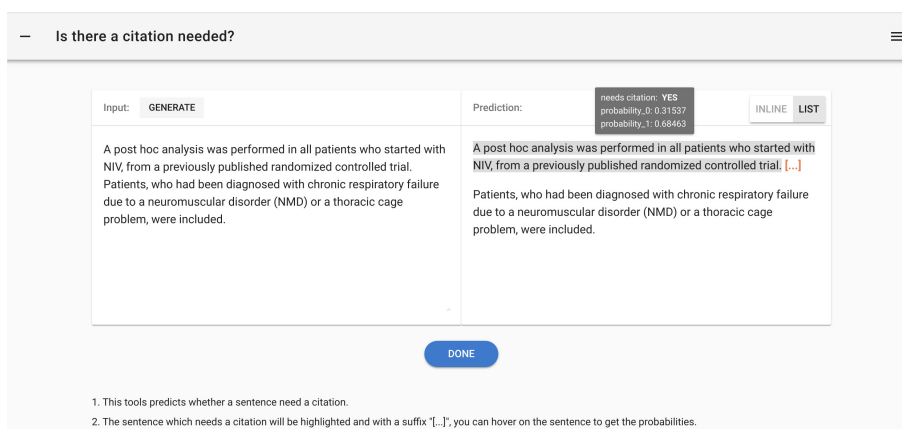 Is there a citation needed?
Input: GENERATE
Prediction:
needs citation: YES
probability_0: 0.31537
probability_1: 0.68463
INLINE LIST
A post hoc analysis was performed in all patients who started with
NIV, from a previously published randomized controlled trial.
Patients, who had been diagnosed with chronic respiratory failure
due to a neuromuscular disorder (NMD) or a thoracic cage
problem, were included.
A post hoc analysis was performed in all patients who started with
NIV, from a previously published randomized controlled trial. [...]
Patients, who had been diagnosed with chronic respiratory failure
due to a neuromuscular disorder (NMD) or a thoracic cage
problem, were included.
DONE
1. This tools predicts whether a sentence need a citation.
2. The sentence which needs a citation will be highlighted and with a suffix "[...]", you can hover on the sentence to get the probabilities.